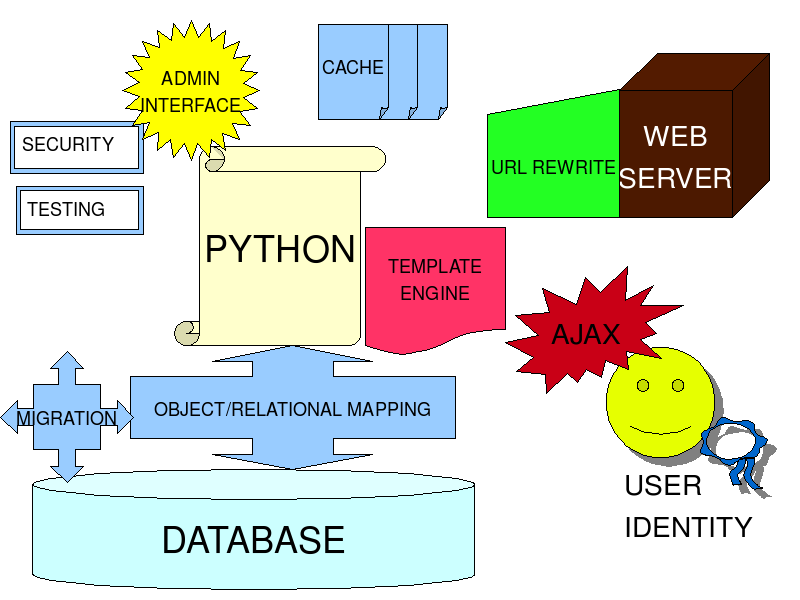 ADMIN
INTERFACE
CACHE
SECURITY
TESTING
URL REWRITE
WEB
SERVER
PYTHON
TEMPLATE
ENGINE
AJAX
MIGRATION
OBJECT/RELATIONAL MAPPING
USER
IDENTITY
DATABASE